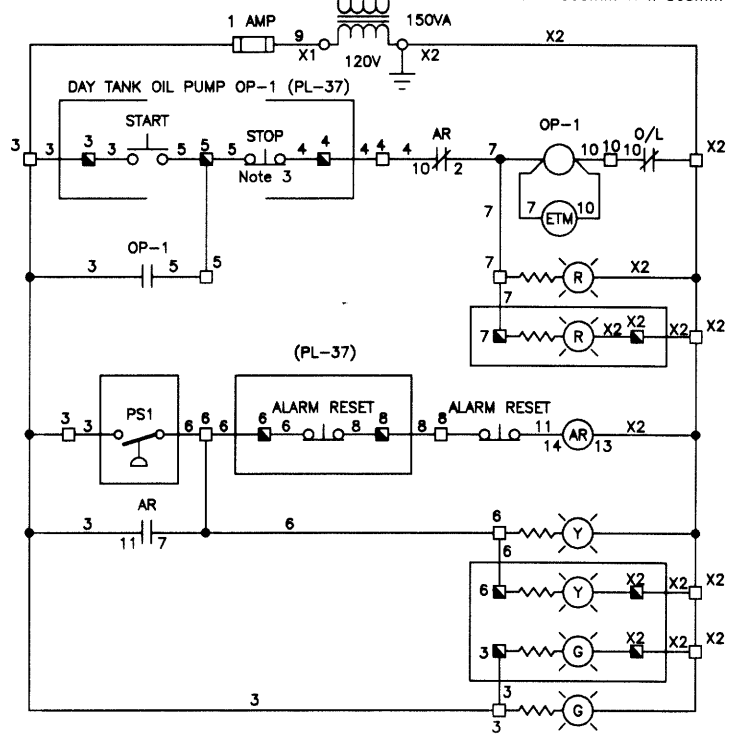 1 AMP
150VA
9
X1
X2
X2
120V
DAY TANK OIL PUMP OP-1 (PL-37)
START
STOP
AR
OP-1
O/L
3 3 3 3 5 5 5 4 4 4 4 4 7 10 10 10 X2
Note 3
10 2
7 ETM 10
7
OP-1
3 5 5
7 R X2
7
7 R X2 X2 X2 X2
(PL-37)
PS1
ALARM RESET
ALARM RESET
3 3 6 6 6 6 6 8 8 8 8 11 AR X2
14 13
AR
3 6 6 Y
11 7
6
6 Y X2 X2 X2
3 G X2 X2 X2
3
3 G
3